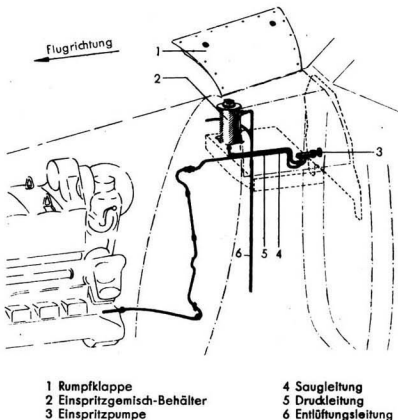 Flugrichtung
1
2
3
6
5
4
1 Rumpfklappe
2 Einspritzgemisch-Behälter
3 Einspritzpumpe
4 Saugleitung
5 Druckleitung
6 Entlüftungsleitung